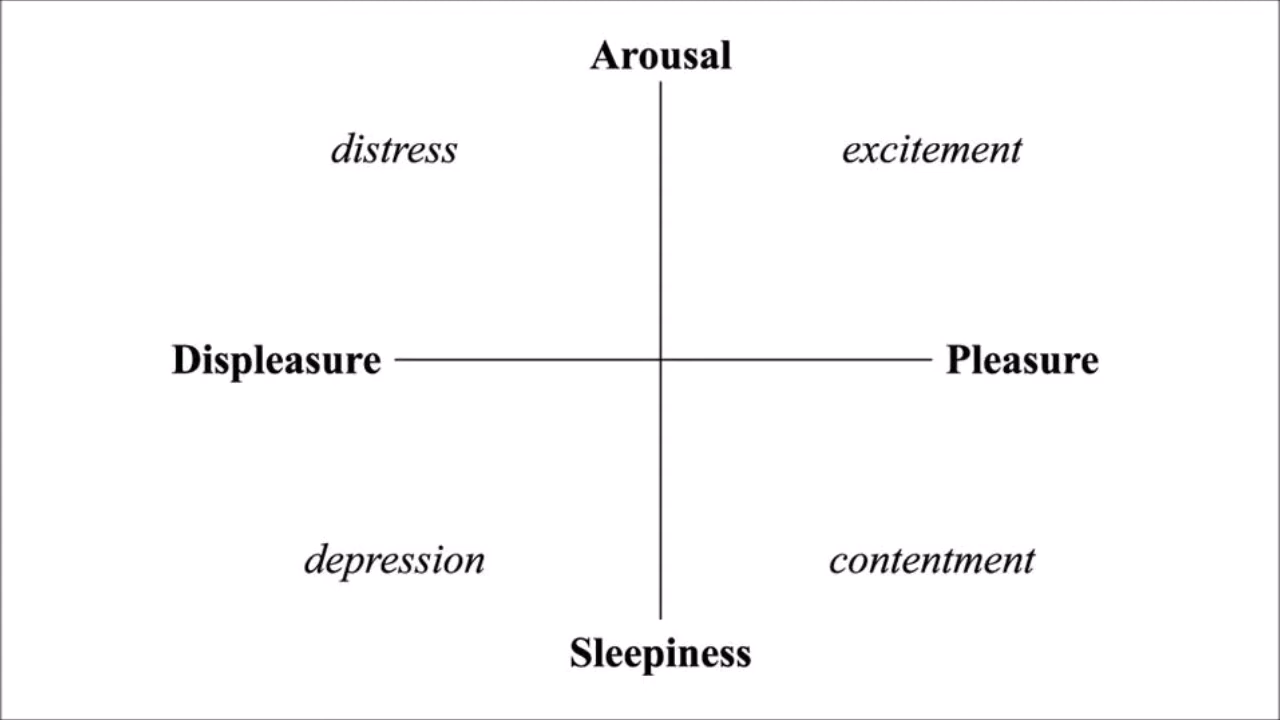 Arousal
distress
excitement
Displeasure
Pleasure
depression
contentment
Sleepiness